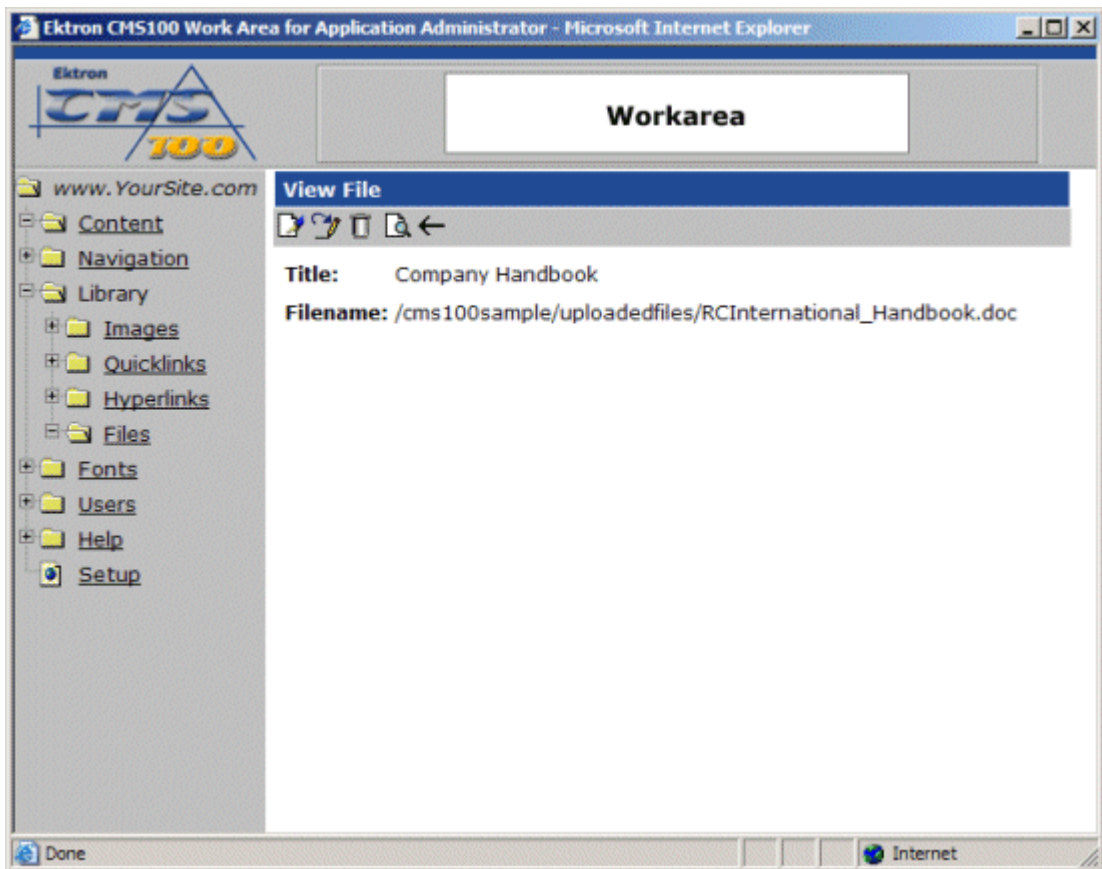 Ektron CMS100 Work Area for Application Administrator - Microsoft Internet Explorer
Ektron
CMS
100
Workarea
www.YourSite.com
Content
Navigation
Library
Images
Quicklinks
Hyperlinks
Files
Fonts
Users
Help
Setup
View File
Title: Company Handbook
Filename: /cms100sample/uploadedfiles/RCInternational_Handbook.doc
Done
Internet